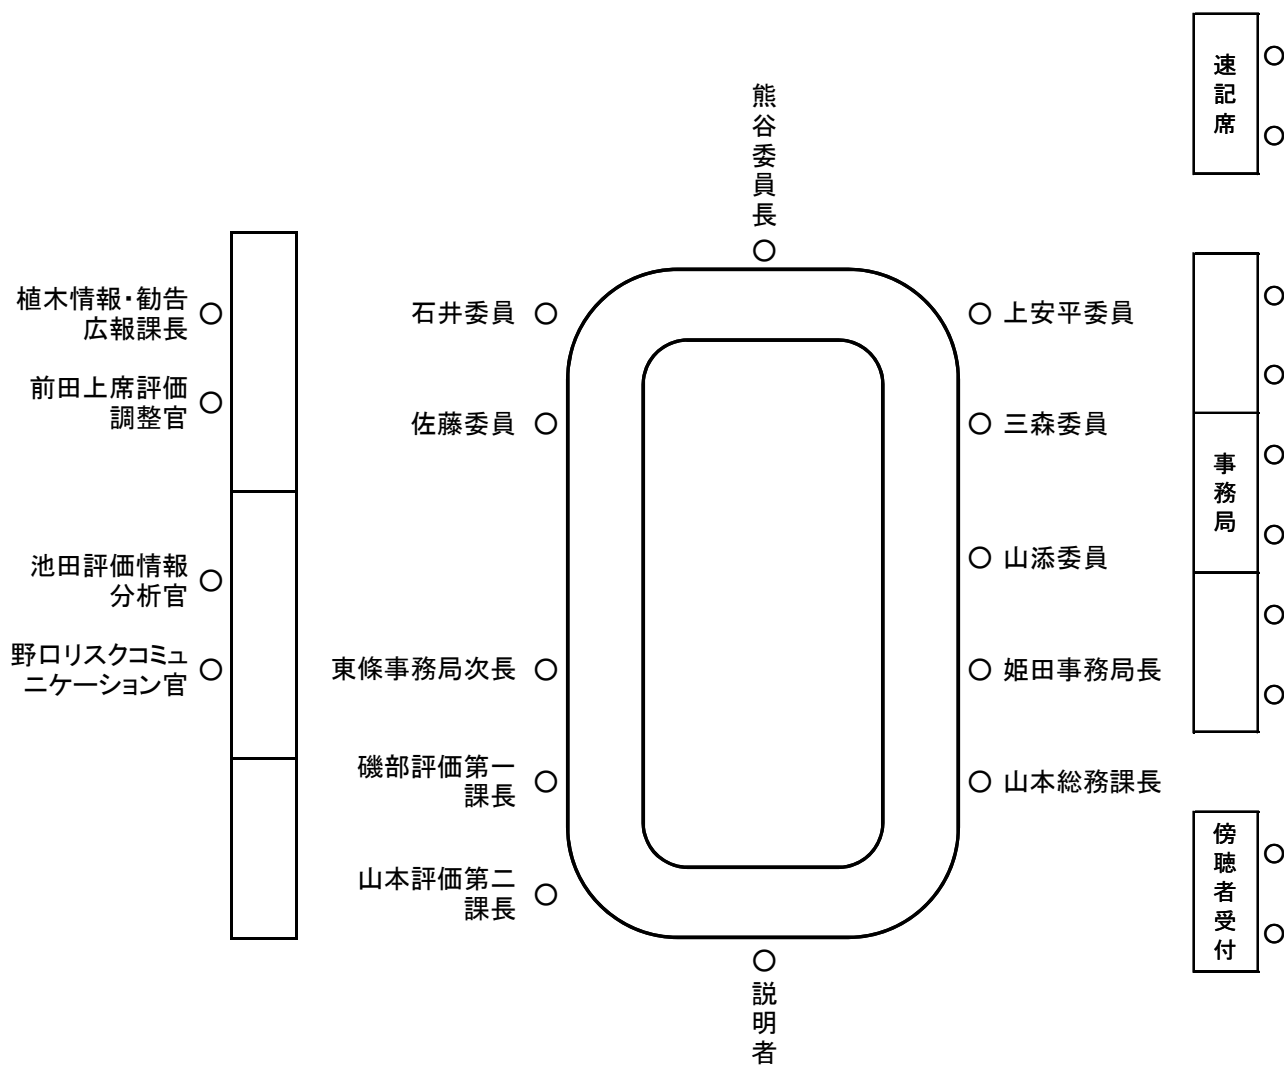 速記席
熊谷委員長
植木情報・勧告
広報課長
前田上席評価
調整官
池田評価情報
分析官
野口リスクコミュ
ニケーション官
石井委員
佐藤委員
東條事務局次長
磯部評価第一
課長
山本評価第二
課長
上安平委員
三森委員
山添委員
姫田事務局長
山本総務課長
事務局
傍聴者受付
説明者